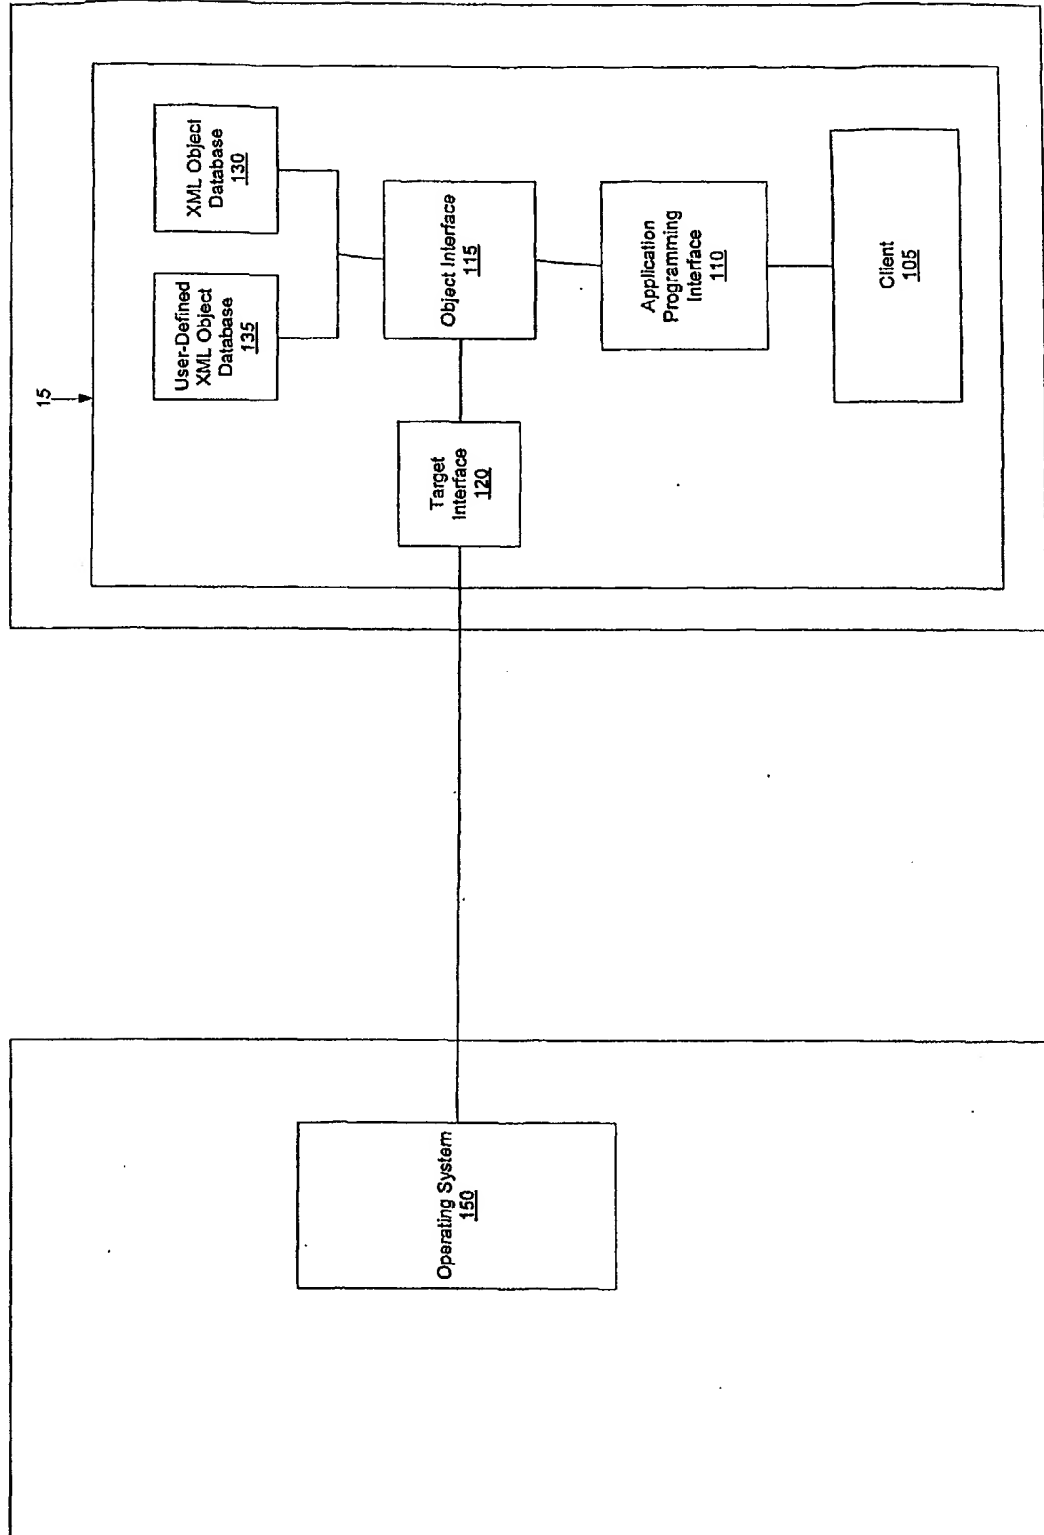 15
User-Defined
XML Object
Database
135
XML Object
Database
130
Target
Interface
120
Object Interface
115
Application
Programming
Interface
110
Client
105
Operating System
150